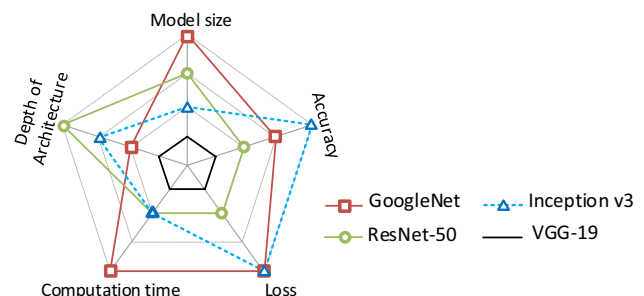 Model size
Depth of
Architecture
Accuracy
Computation time
Loss
GoogleNet
Inception v3
ResNet-50
VGG-19